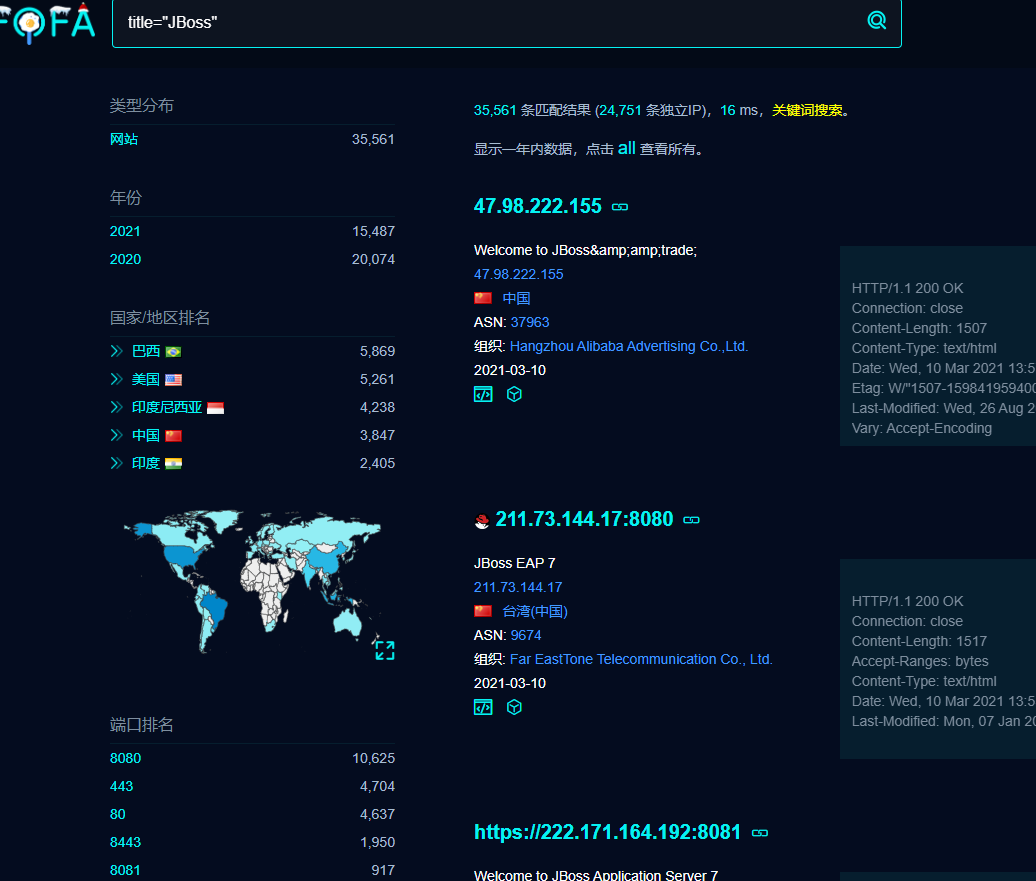 FOFA
title="JBoss"
类型分布
网站 35,561
年份
2021 15,487
2020 20,074
国家/地区排名
巴西 5,869
美国 5,261
印度尼西亚 4,238
中国 3,847
印度 2,405
端口排名
8080 10,625
443 4,704
80 4,637
8443 1,950
8081 917
35,561 条匹配结果 (24,751 条独立IP)，16 ms，关键词搜索。
显示一年内数据，点击 all 查看所有。
47.98.222.155
Welcome to JBoss&amp;amp;trade;
47.98.222.155
中国
ASN: 37963
组织: Hangzhou Alibaba Advertising Co.,Ltd.
2021-03-10
HTTP/1.1 200 OK
Connection: close
Content-Length: 1507
Content-Type: text/html
Date: Wed, 10 Mar 2021 13:5
Etag: W/"1507-159841959400
Last-Modified: Wed, 26 Aug 2
Vary: Accept-Encoding
211.73.144.17:8080
JBoss EAP 7
211.73.144.17
台湾(中国)
ASN: 9674
组织: Far EastTone Telecommunication Co., Ltd.
2021-03-10
HTTP/1.1 200 OK
Connection: close
Content-Length: 1517
Accept-Ranges: bytes
Content-Type: text/html
Date: Wed, 10 Mar 2021 13:5
Last-Modified: Mon, 07 Jan 20
https://222.171.164.192:8081
Welcome to JBoss Application Server 7